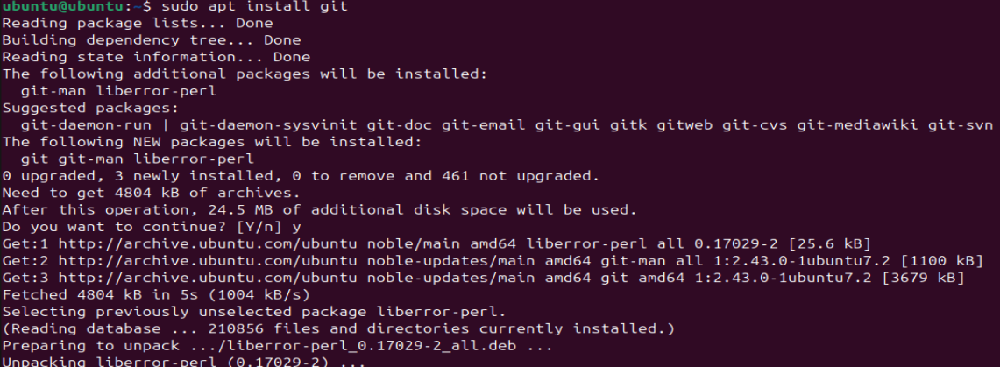 ubuntu@ubuntu:~$ sudo apt install git
Reading package lists... Done
Building dependency tree... Done
Reading state information... Done
The following additional packages will be installed:
  git-man liberror-perl
Suggested packages:
  git-daemon-run | git-daemon-sysvinit git-doc git-email git-gui gitk gitweb git-cvs git-mediawiki git-svn
The following NEW packages will be installed:
  git git-man liberror-perl
0 upgraded, 3 newly installed, 0 to remove and 461 not upgraded.
Need to get 4804 kB of archives.
After this operation, 24.5 MB of additional disk space will be used.
Do you want to continue? [Y/n] y
Get:1 http://archive.ubuntu.com/ubuntu noble/main amd64 liberror-perl all 0.17029-2 [25.6 kB]
Get:2 http://archive.ubuntu.com/ubuntu noble-updates/main amd64 git-man all 1:2.43.0-1ubuntu7.2 [1100 kB]
Get:3 http://archive.ubuntu.com/ubuntu noble-updates/main amd64 git amd64 1:2.43.0-1ubuntu7.2 [3679 kB]
Fetched 4804 kB in 5s (1004 kB/s)
Selecting previously unselected package liberror-perl.
(Reading database ... 210856 files and directories currently installed.)
Preparing to unpack .../liberror-perl_0.17029-2_all.deb ...
Unpacking liberror-perl (0.17029-2) ...